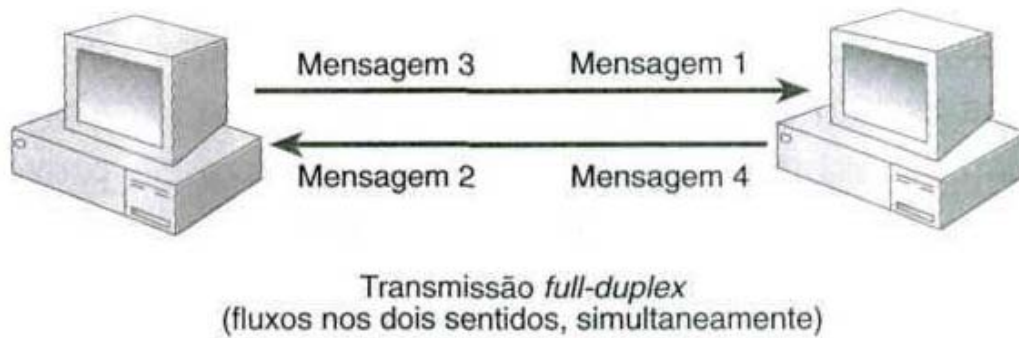 Mensagem 3 Mensagem 1
Mensagem 2 Mensagem 4
Transmissão full-duplex
(fluxos nos dois sentidos, simultaneamente)